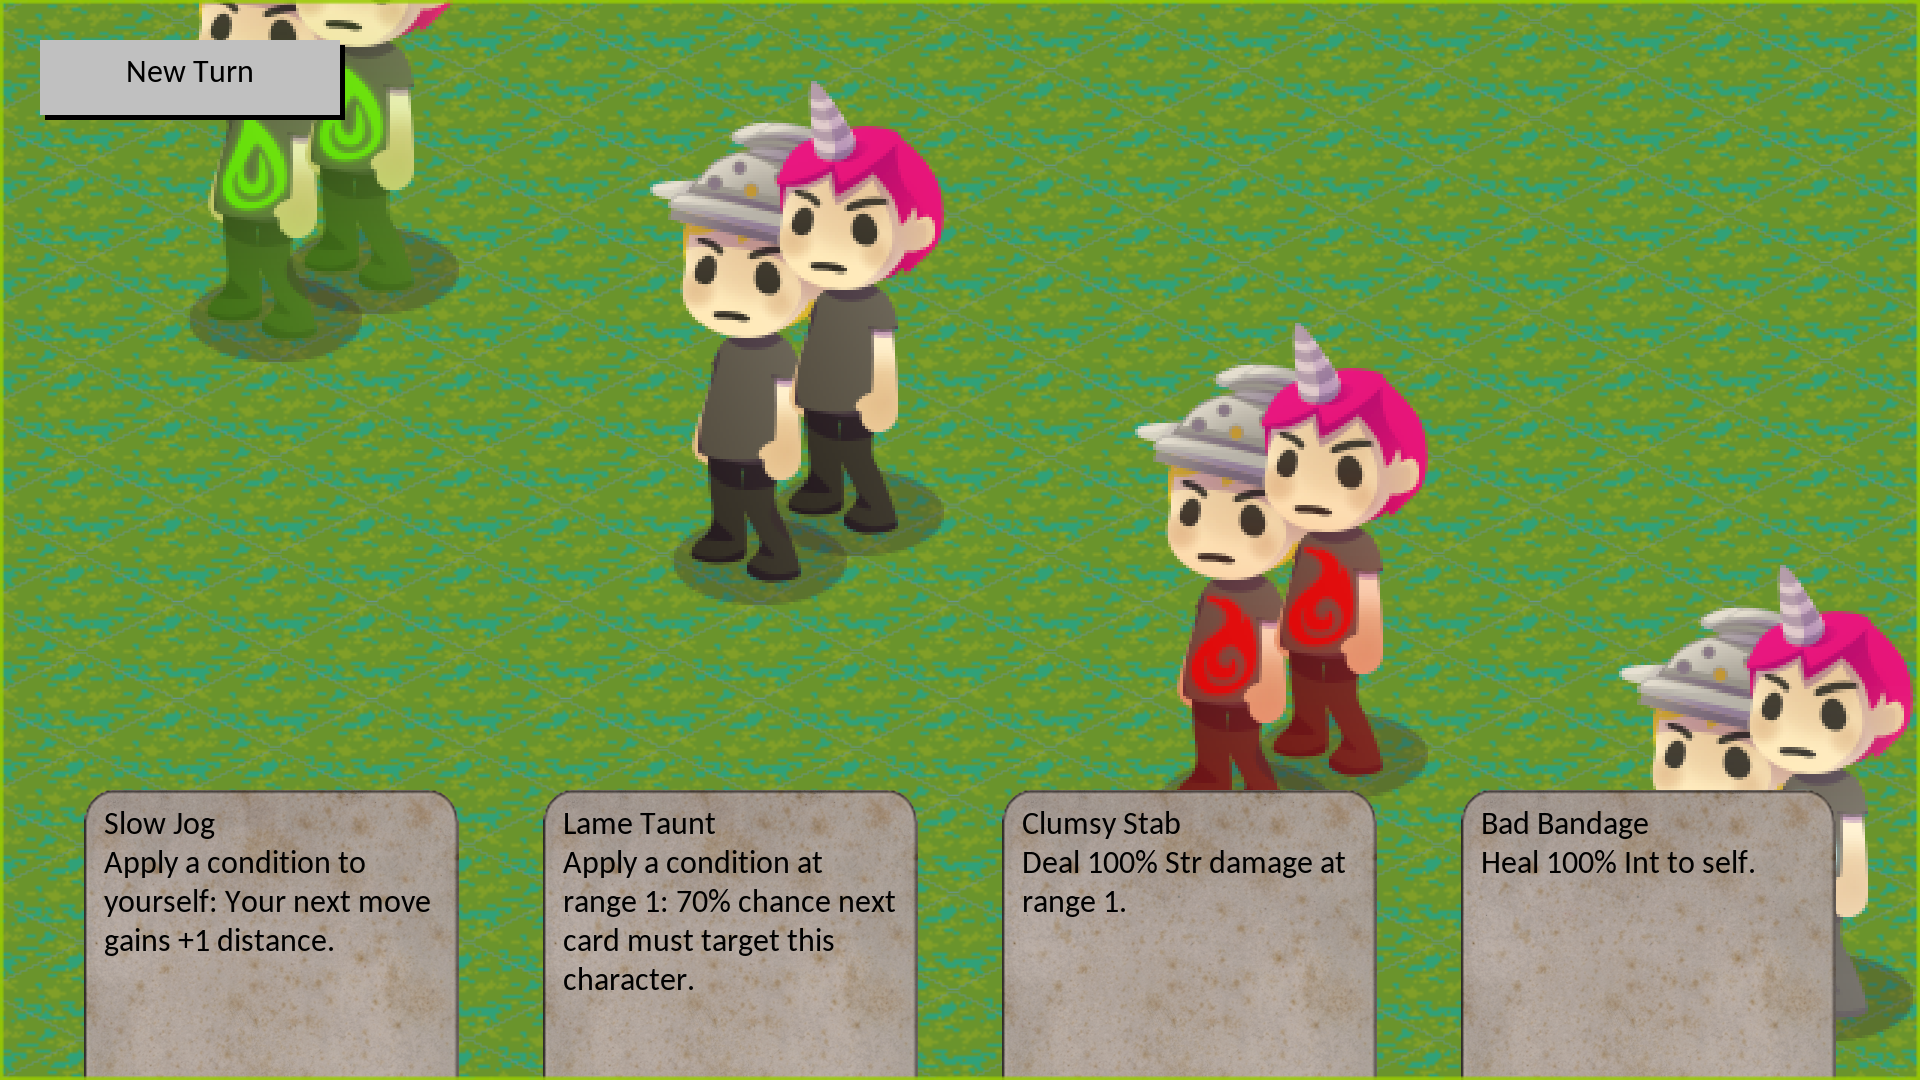 New Turn
Slow Jog
Apply a condition to
yourself: Your next move
gains +1 distance.
Lame Taunt
Apply a condition at
range 1: 70% chance next
card must target this
character.
Clumsy Stab
Deal 100% Str damage at
range 1.
Bad Bandage
Heal 100% Int to self.